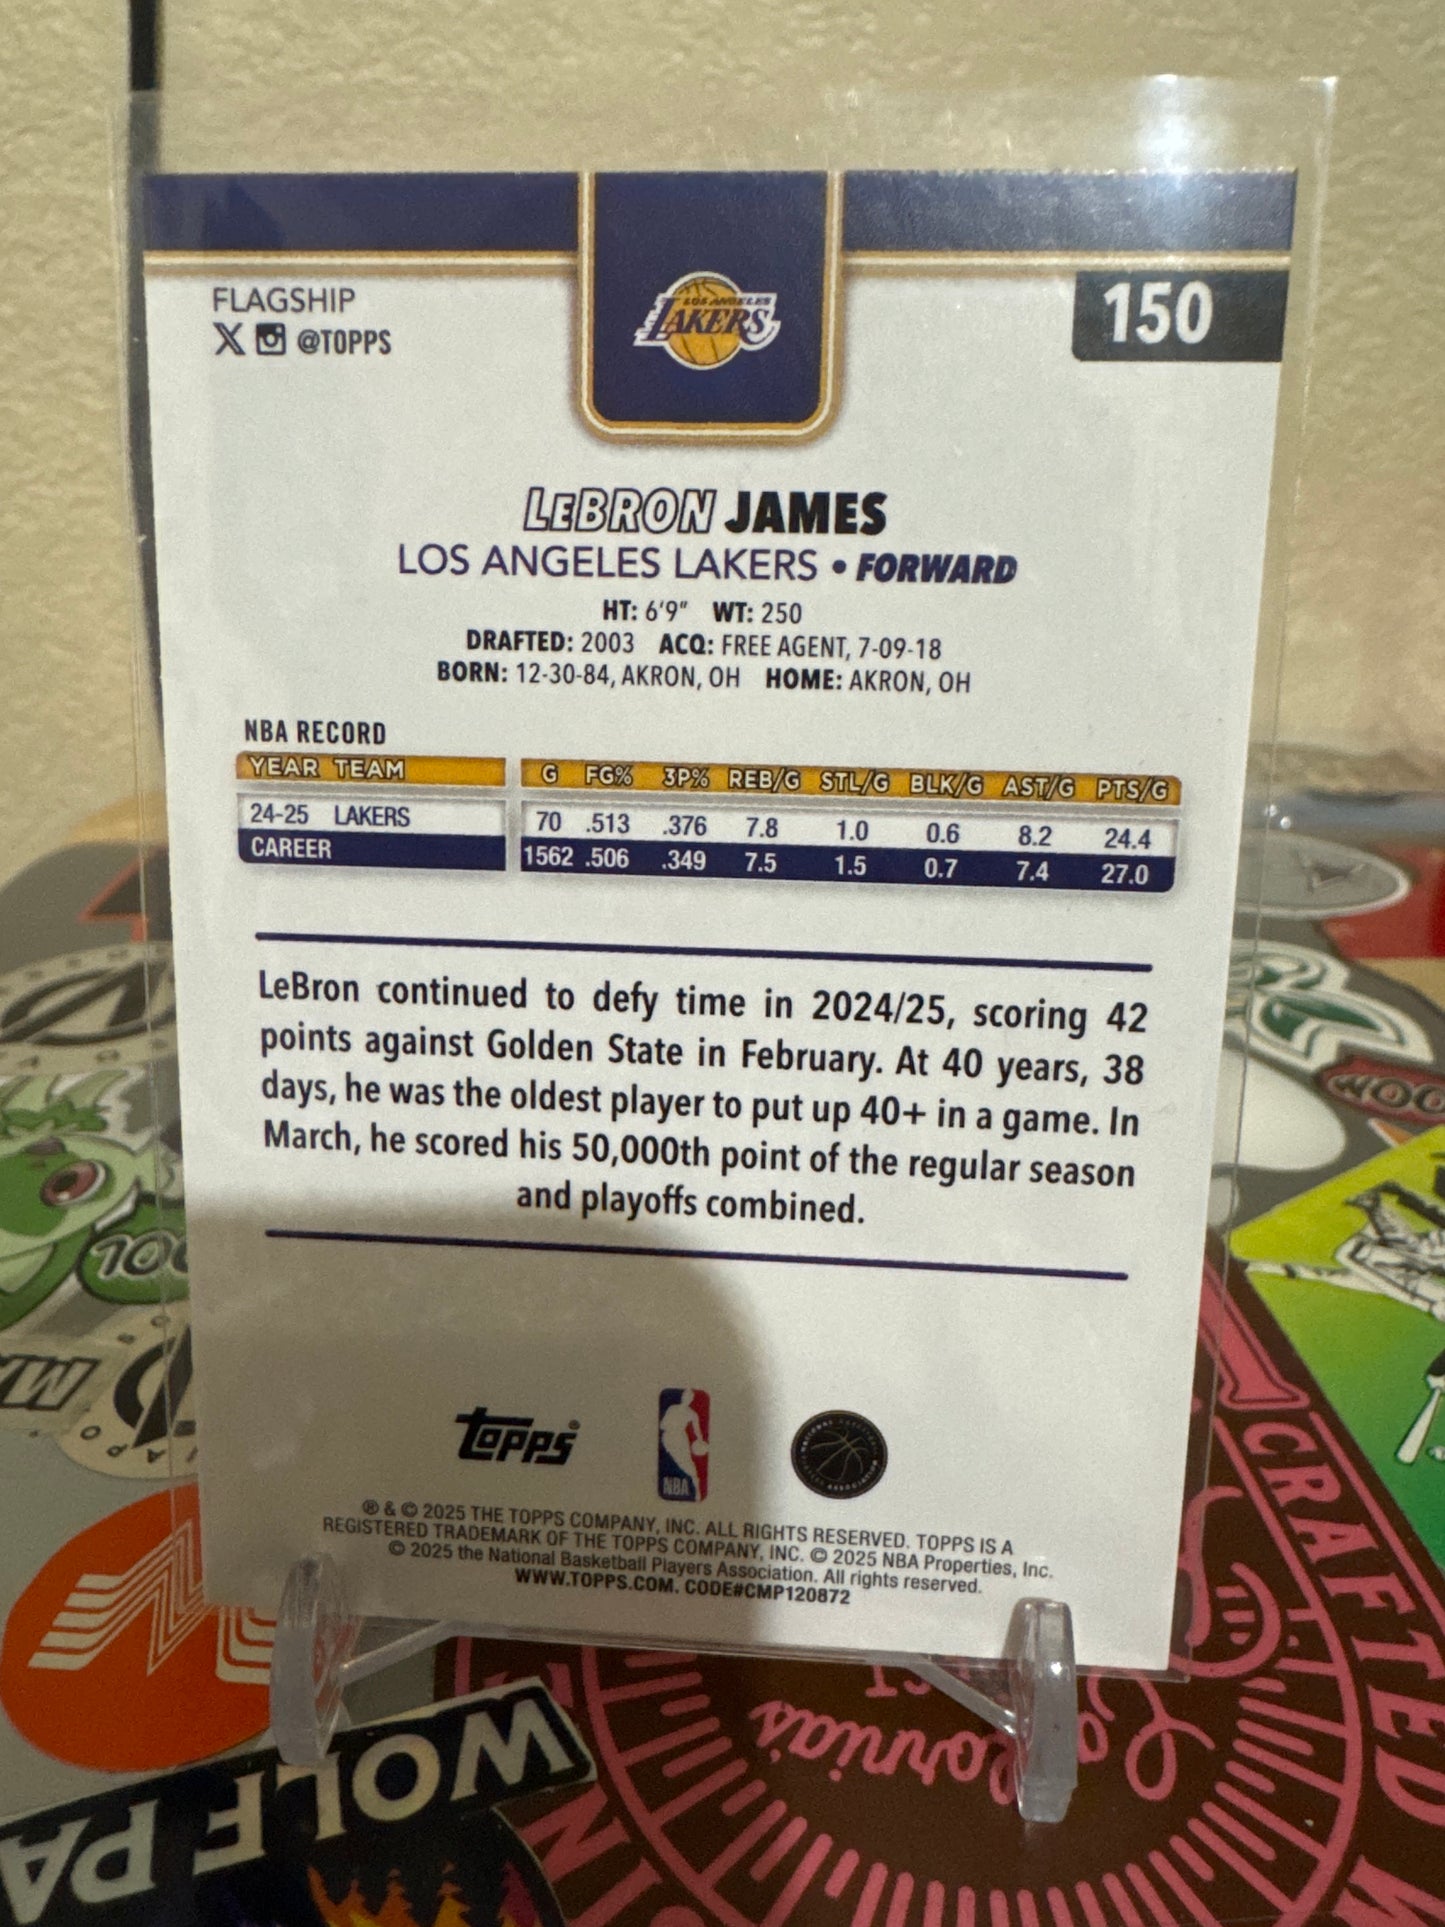 FLAGSHIP
@TOPPS
LOS ANGELES
LAKERS
150
LeBRON JAMES
LOS ANGELES LAKERS • FORWARD
HT: 6'9" WT: 250
DRAFTED: 2003 ACQ: FREE AGENT, 7-09-18
BORN: 12-30-84, AKRON, OH HOME: AKRON, OH
NBA RECORD
YEAR TEAM G FG% 3P% REB/G STL/G BLK/G AST/G PTS/G
24-25 LAKERS 70 .513 .376 7.8 1.0 0.6 8.2 24.4
CAREER 1562 .506 .349 7.5 1.5 0.7 7.4 27.0
LeBron continued to defy time in 2024/25, scoring 42
points against Golden State in February. At 40 years, 38
days, he was the oldest player to put up 40+ in a game. In
March, he scored his 50,000th point of the regular season
and playoffs combined.
Topps®
NBA
® & © 2025 THE TOPPS COMPANY, INC. ALL RIGHTS RESERVED. TOPPS IS A
REGISTERED TRADEMARK OF THE TOPPS COMPANY, INC. © 2025 NBA Properties, Inc.
© 2025 the National Basketball Players Association. All rights reserved.
WWW.TOPPS.COM. CODE#CMP120872
WOLF PA
CRAFTED